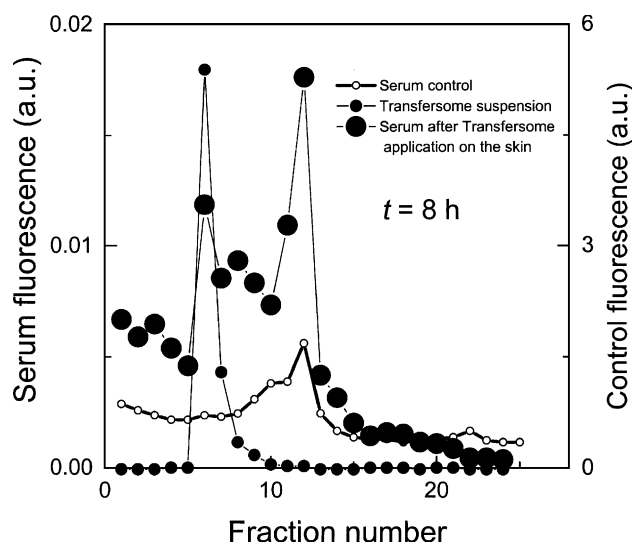 0.02
6
Serum control
Transfersome suspension
Serum after Transfersome
application on the skin
t = 8 h
Serum fluorescence (a.u.)
0.01
3
Control fluorescence (a.u.)
0.00
0
0
10
20
Fraction number